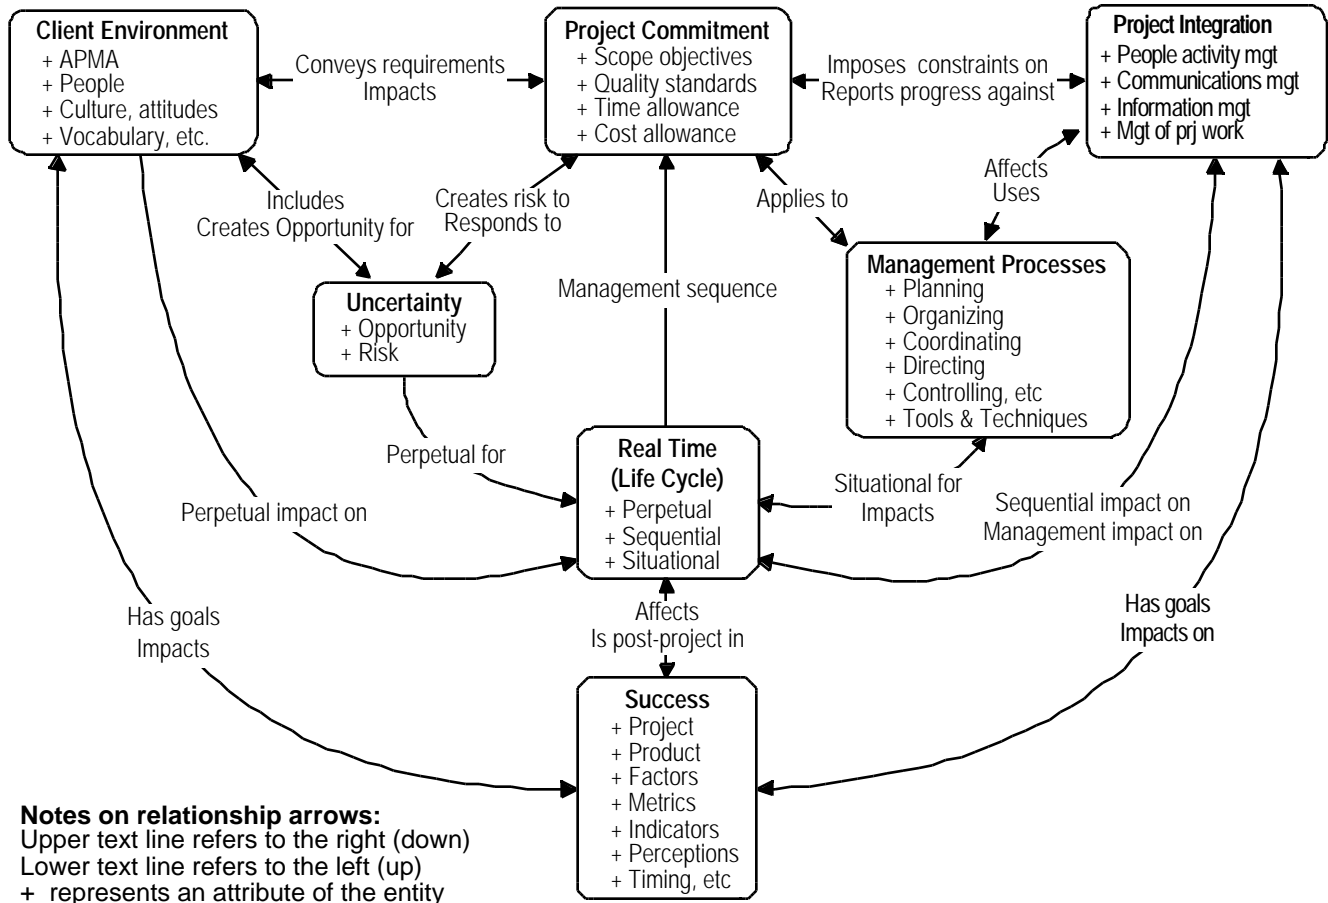 Client Environment
+ APMA
+ People
+ Culture, attitudes
+ Vocabulary, etc.
Conveys requirements
Impacts
Project Commitment
+ Scope objectives
+ Quality standards
+ Time allowance
+ Cost allowance
Imposes constraints on
Reports progress against
Project Integration
+ People activity mgt
+ Communications mgt
+ Information mgt
+ Mgt of prj work
Includes
Creates Opportunity for
Creates risk to
Responds to
Applies to
Affects
Uses
Uncertainty
+ Opportunity
+ Risk
Management sequence
Management Processes
+ Planning
+ Organizing
+ Coordinating
+ Directing
+ Controlling, etc
+ Tools & Techniques
Perpetual for
Real Time
(Life Cycle)
+ Perpetual
+ Sequential
+ Situational
Situational for
Impacts
Perpetual impact on
Sequential impact on
Management impact on
Has goals
Impacts
Affects
Is post-project in
Has goals
Impacts on
Success
+ Project
+ Product
+ Factors
+ Metrics
+ Indicators
+ Perceptions
+ Timing, etc
Notes on relationship arrows:
Upper text line refers to the right (down)
Lower text line refers to the left (up)
+ represents an attribute of the entity